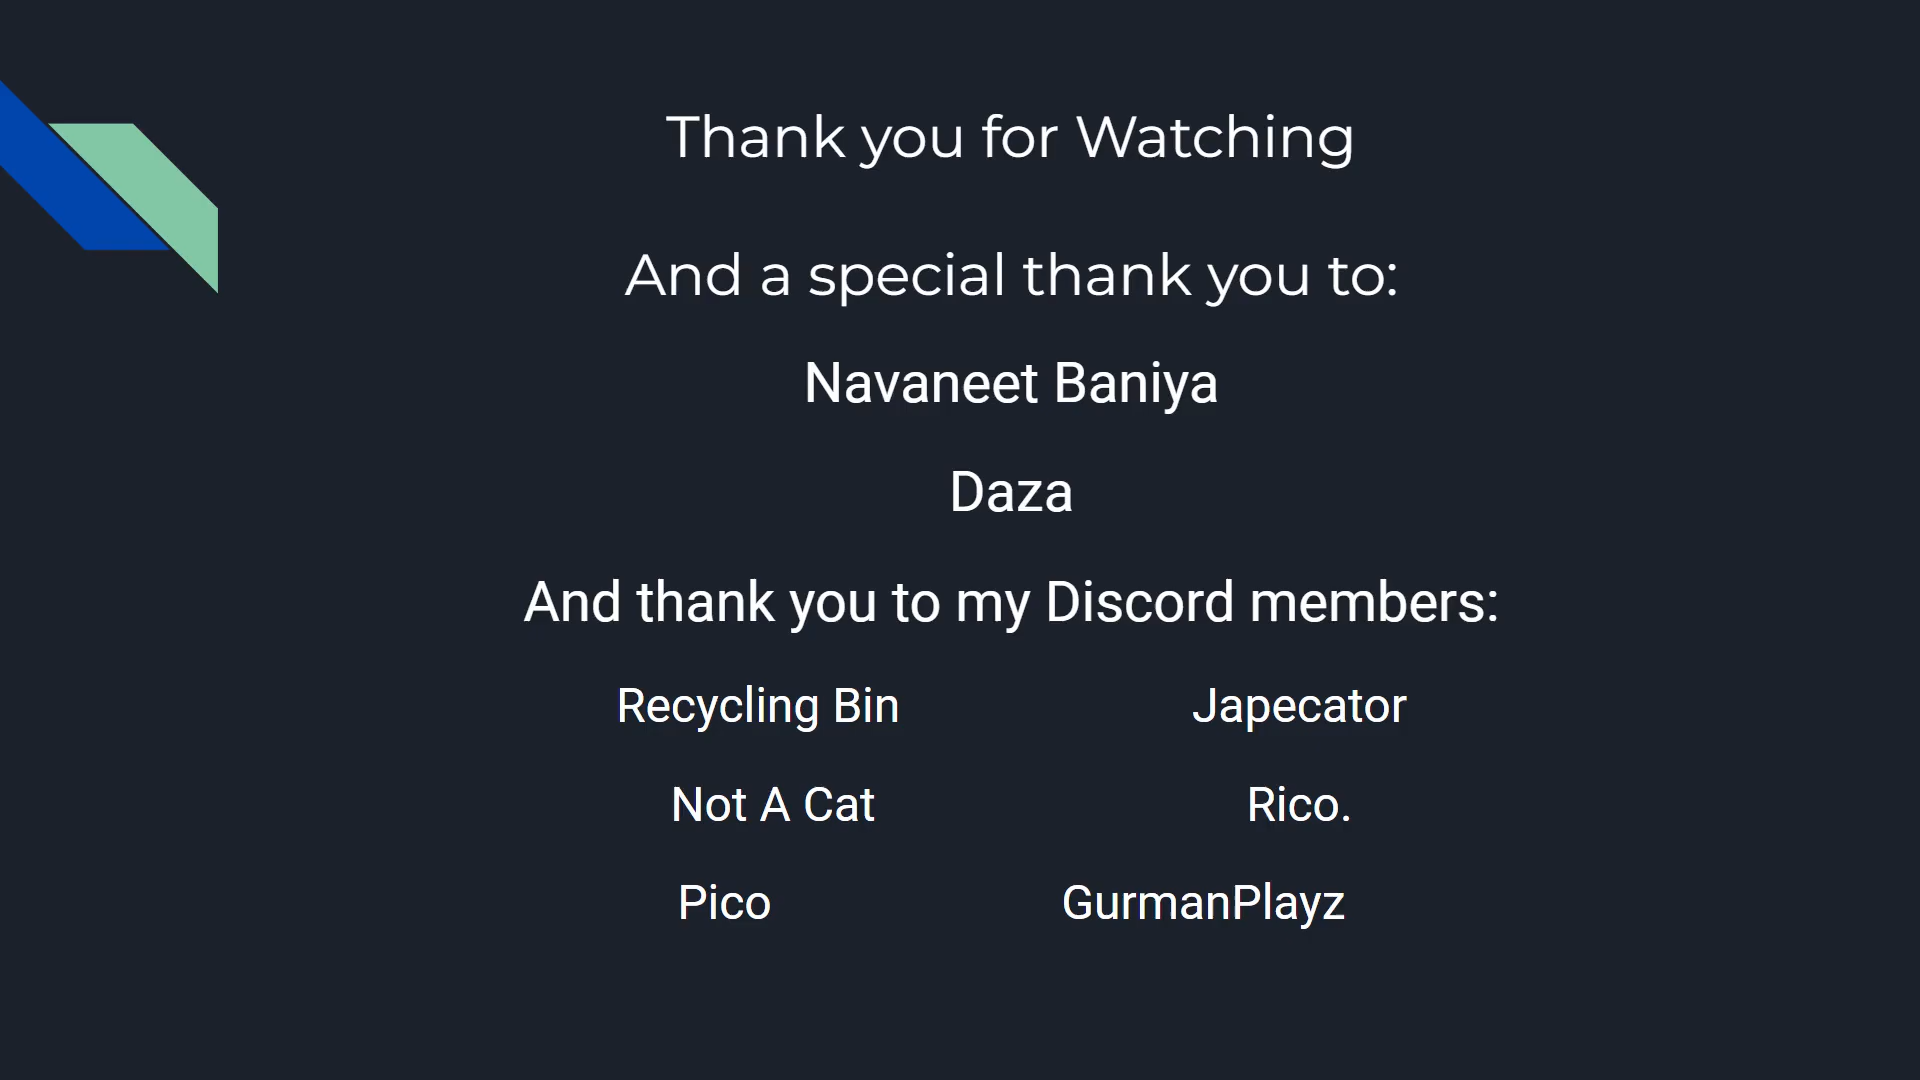 Thank you for Watching
And a special thank you to:
Navaneet Baniya
Daza
And thank you to my Discord members:
Recycling Bin Japecator
Not A Cat Rico.
Pico GurmanPlayz